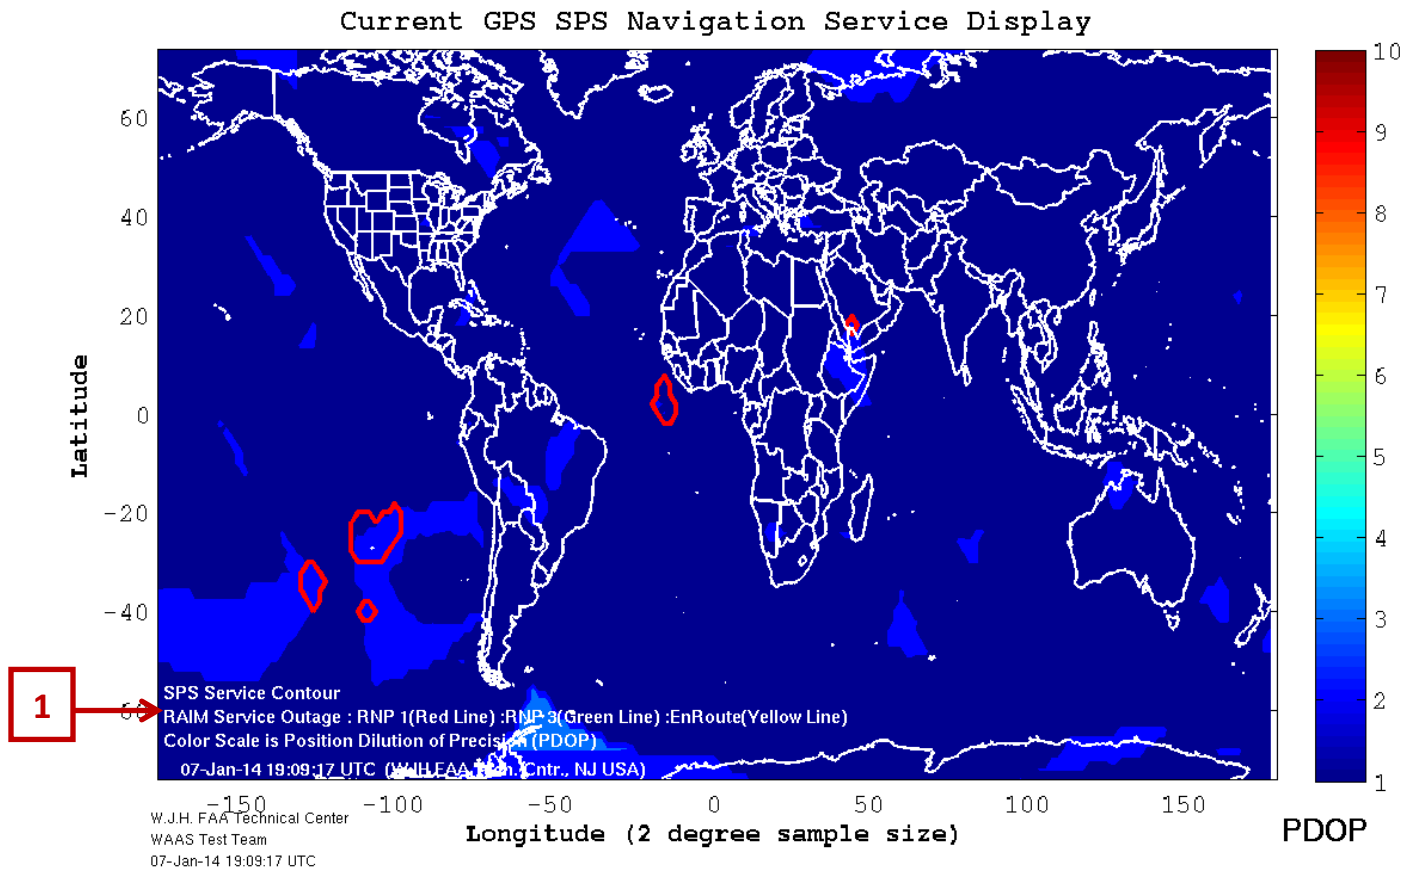 Current GPS SPS Navigation Service Display
10
9
8
7
6
5
4
3
2
1
PDOP
Latitude
60
40
20
0
-20
-40
1
SPS Service Contour
RAIM Service Outage : RNP 1(Red Line) :RNP 3(Green Line) :EnRoute(Yellow Line)
Color Scale is Position Dilution of Precision (PDOP)
07-Jan-14 19:09:17 UTC (WJH FAA Cntr., NJ USA)
-150 -100 -50 0 50 100 150
Longitude (2 degree sample size)
W.J.H. FAA Technical Center
WAAS Test Team
07-Jan-14 19:09:17 UTC